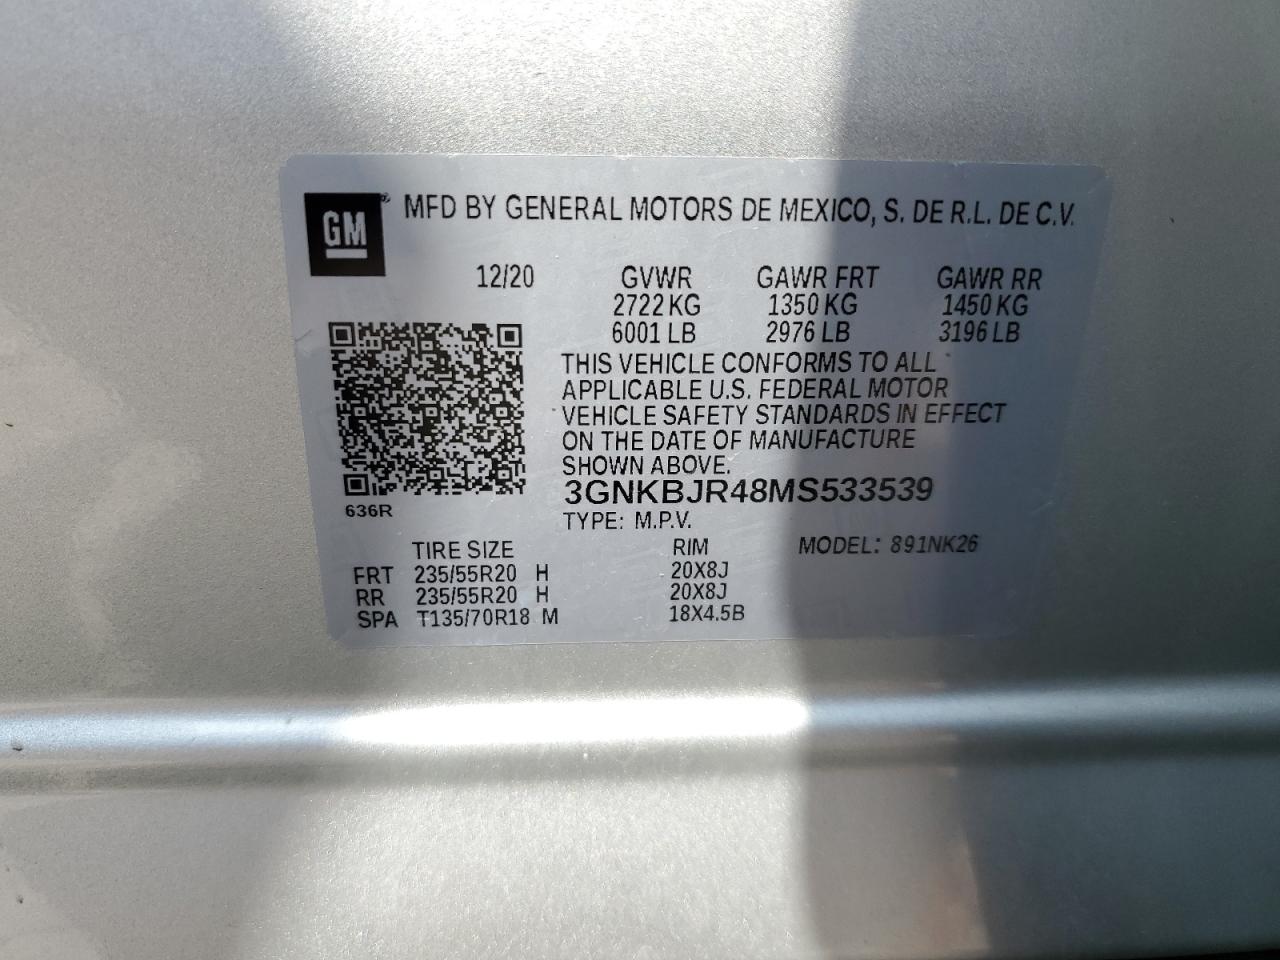 GM® MFD BY GENERAL MOTORS DE MEXICO, S. DE R.L. DE C.V.
12/20 GVWR GAWR FRT GAWR RR
2722 KG 1350 KG 1450 KG
6001 LB 2976 LB 3196 LB
THIS VEHICLE CONFORMS TO ALL
APPLICABLE U.S. FEDERAL MOTOR
VEHICLE SAFETY STANDARDS IN EFFECT
ON THE DATE OF MANUFACTURE
SHOWN ABOVE.
3GNKBJR48MS533539
636R
TYPE: M.P.V.
TIRE SIZE RIM MODEL: 891NK26
FRT 235/55R20 H 20X8J
RR 235/55R20 H 20X8J
SPA T135/70R18 M 18X4.5B